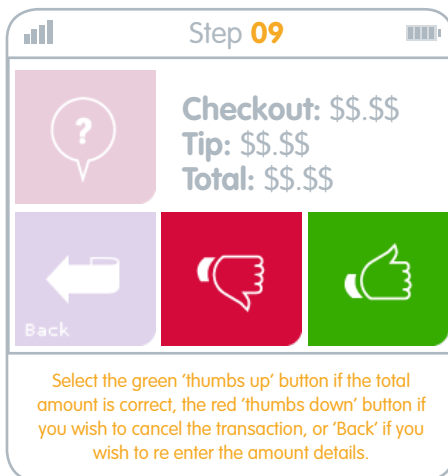 Step 09
?
Checkout: $$.$$
Tip: $$.$$
Total: $$.$$
Back
Select the green ‘thumbs up’ button if the total
amount is correct, the red ‘thumbs down’ button if
you wish to cancel the transaction, or ‘Back’ if you
wish to re enter the amount details.